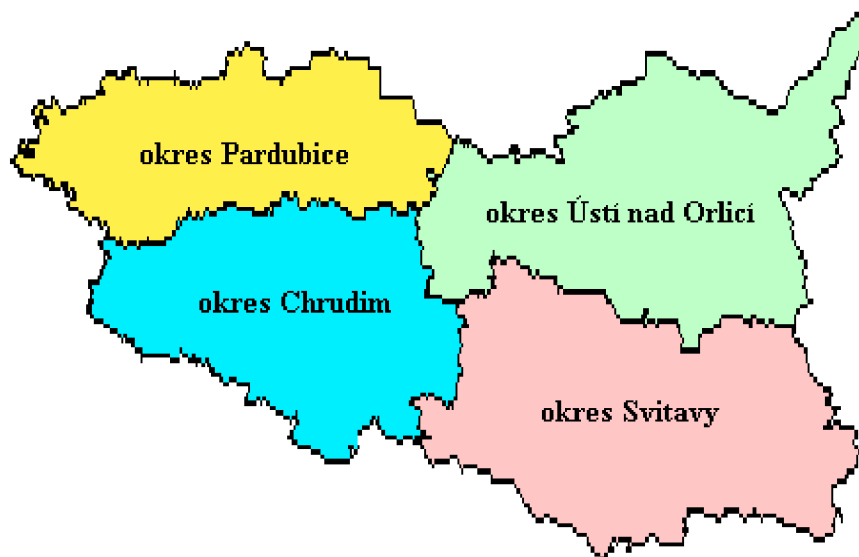 okres Pardubice
okres Ústí nad Orlicí
okres Chrudim
okres Svitavy